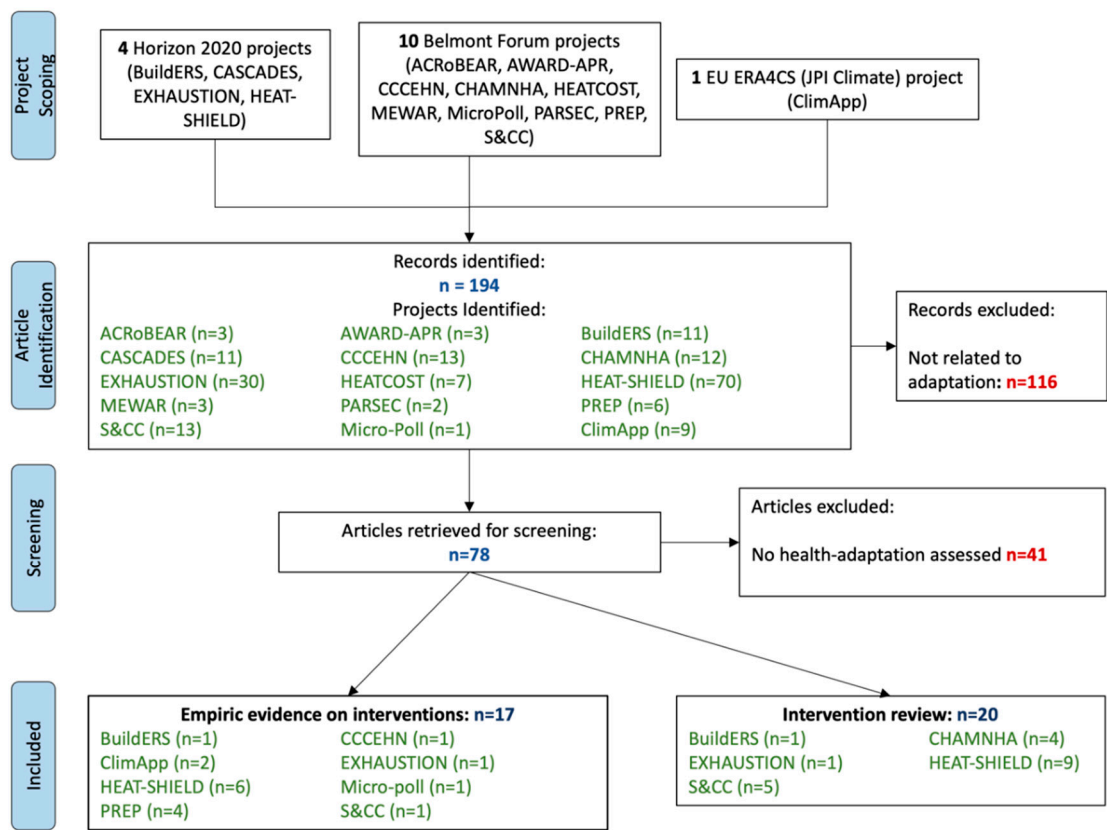 Project
Scoping
4 Horizon 2020 projects
(BuildERS, CASCADES,
EXHAUSTION, HEAT-
SHIELD)
10 Belmont Forum projects
(ACRoBEAR, AWARD-APR,
CCCEHN, CHAMNHA, HEATCOST,
MEWAR, MicroPoll, PARSEC, PREP,
S&CC)
1 EU ERA4CS (JPI Climate) project
(ClimApp)
Article
Identification
Records identified:
n = 194
Projects Identified:
ACRoBEAR (n=3) AWARD-APR (n=3) BuildERS (n=11)
CASCADES (n=11) CCCEHN (n=13) CHAMNHA (n=12)
EXHAUSTION (n=30) HEATCOST (n=7) HEAT-SHIELD (n=70)
MEWAR (n=3) PARSEC (n=2) PREP (n=6)
S&CC (n=13) Micro-Poll (n=1) ClimApp (n=9)
Records excluded:
Not related to
adaptation: n=116
Screening
Articles retrieved for screening:
n=78
Articles excluded:
No health-adaptation assessed n=41
Included
Empiric evidence on interventions: n=17
BuildERS (n=1) CCCEHN (n=1)
ClimApp (n=2) EXHAUSTION (n=1)
HEAT-SHIELD (n=6) Micro-poll (n=1)
PREP (n=4) S&CC (n=1)
Intervention review: n=20
BuildERS (n=1) CHAMNHA (n=4)
EXHAUSTION (n=1) HEAT-SHIELD (n=9)
S&CC (n=5)